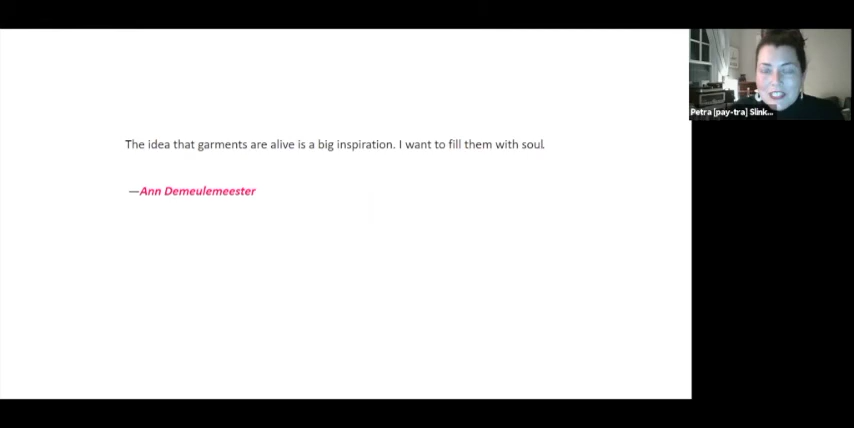 Petra [pay-tra] Slink...
The idea that garments are alive is a big inspiration. I want to fill them with soul.
—Ann Demeulemeester